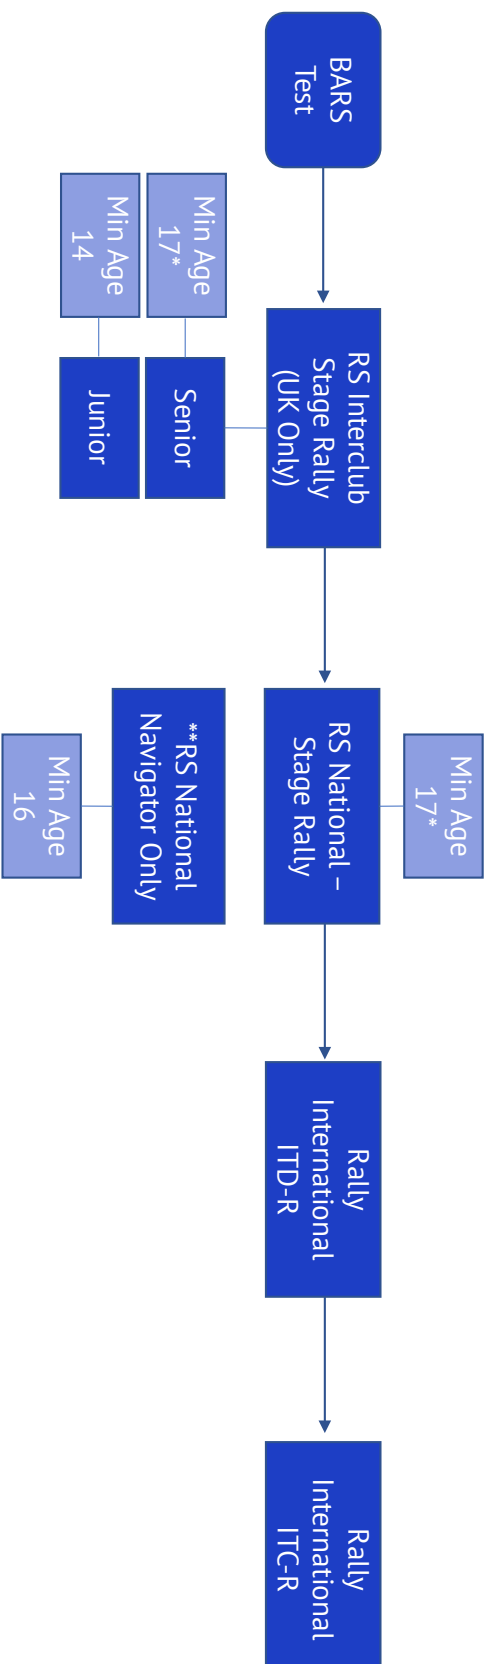 BARS
Test
RS Interclub
Stage Rally
(UK Only)
Senior
Min Age
17*
Junior
Min Age
14
Min Age
17*
RS National –
Stage Rally
**RS National
Navigator Only
Min Age
16
Rally
International
ITD-R
Rally
International
ITC-R